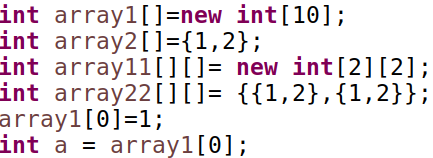 int array1[]=new int[10];
int array2[]={1,2};
int array11[][]= new int[2][2];
int array22[][]= {{1,2},{1,2}};
array1[0]=1;
int a = array1[0];